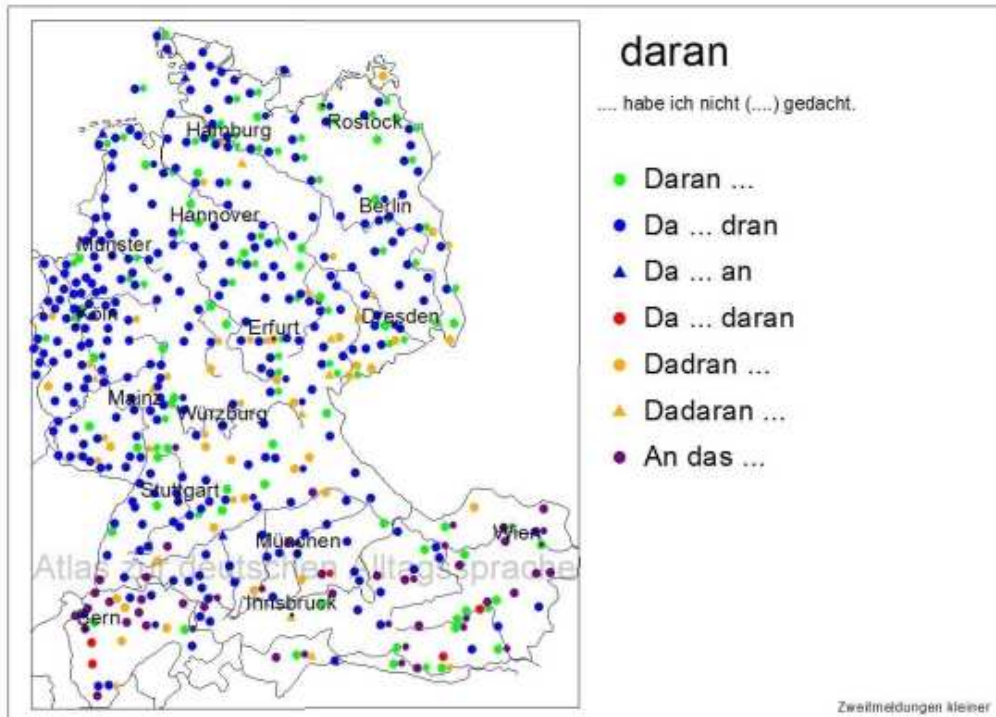 daran
.... habe ich nicht (....) gedacht.
Daran ...
Da ... dran
Da ... an
Da ... daran
Dadran ...
Dadaran ...
An das ...
Hamburg
Rostock
Hannover
Berlin
Münster
Köln
Erfurt
Dresden
Mainz
Würzburg
Stuttgart
München
Wien
Atlas zur deutschen Alltagssprache
Innsbruck
Bern
Zweitmeldungen kleiner